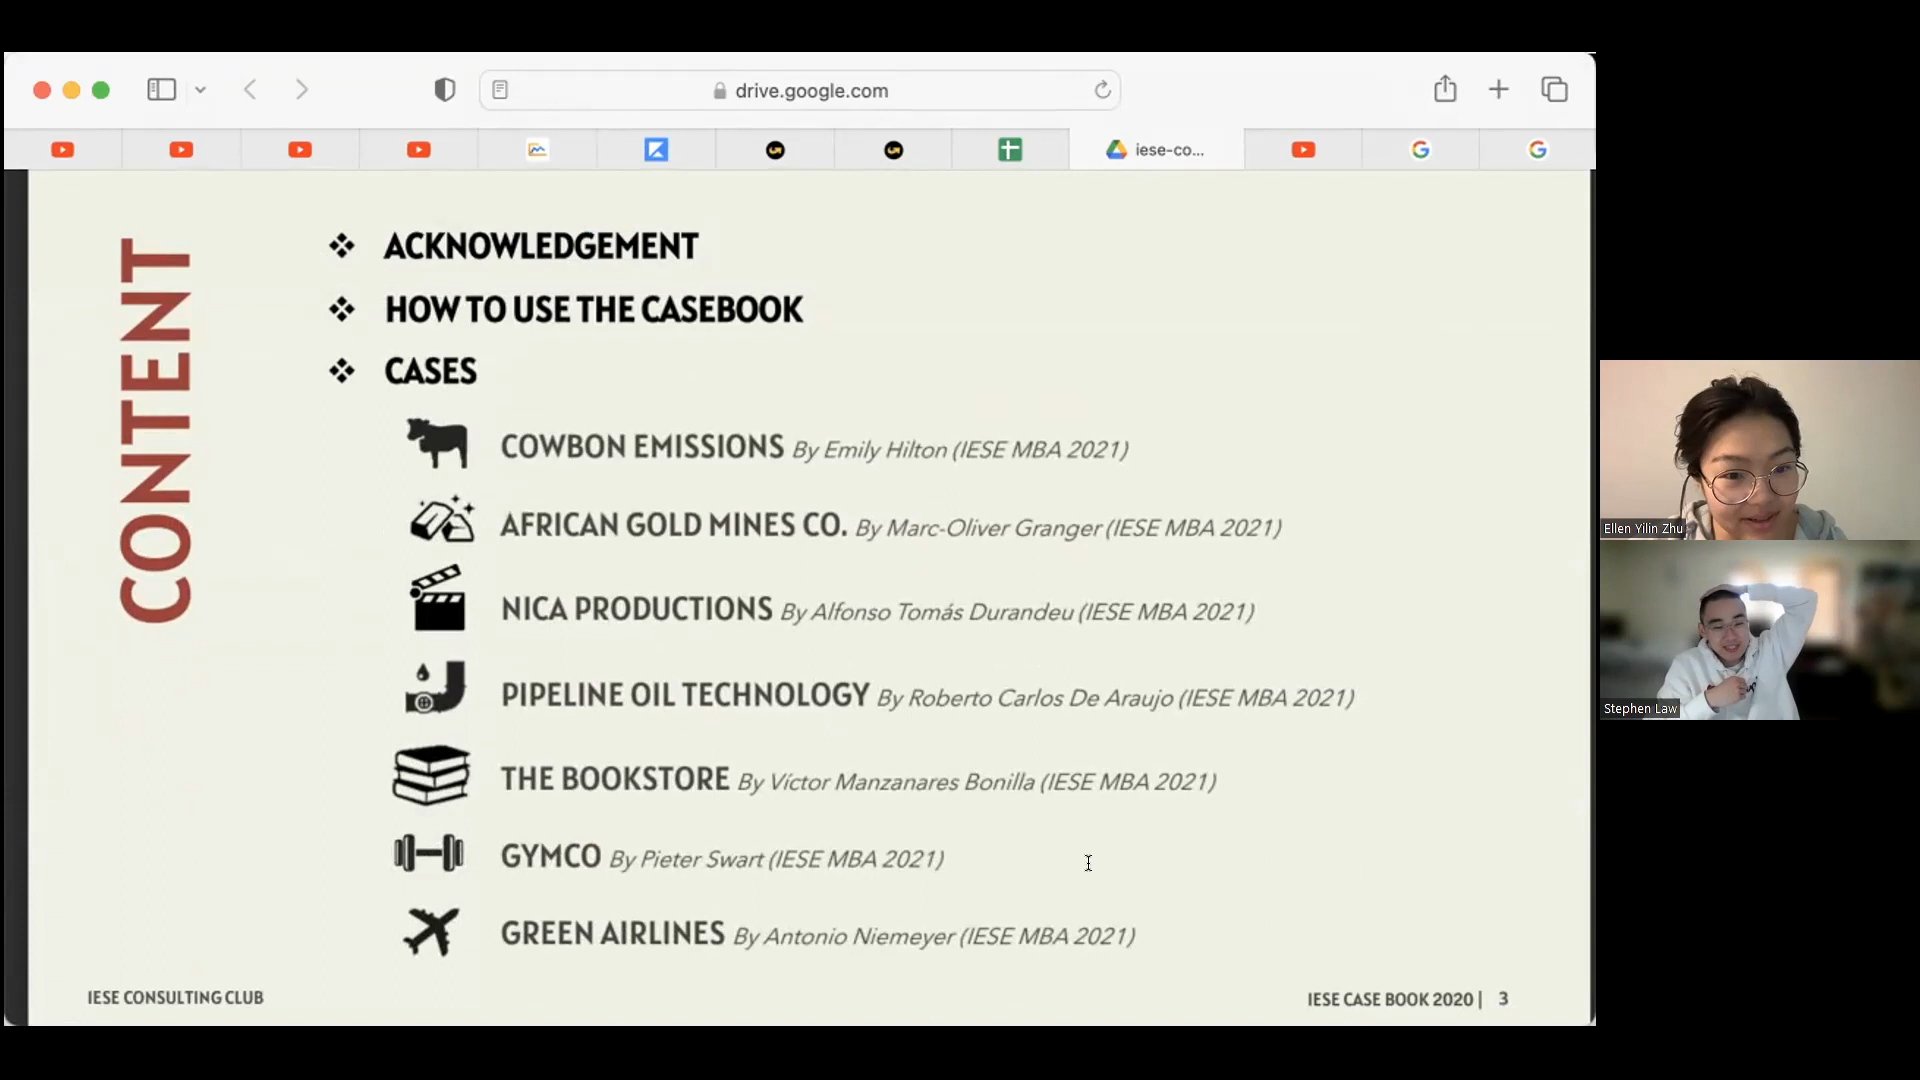 drive.google.com
iese-co...
CONTENT
ACKNOWLEDGEMENT
HOW TO USE THE CASEBOOK
CASES
COWBON EMISSIONS By Emily Hilton (IESE MBA 2021)
AFRICAN GOLD MINES CO. By Marc-Oliver Granger (IESE MBA 2021)
NICA PRODUCTIONS By Alfonso Tomás Durandeu (IESE MBA 2021)
PIPELINE OIL TECHNOLOGY By Roberto Carlos De Araujo (IESE MBA 2021)
THE BOOKSTORE By Víctor Manzanares Bonilla (IESE MBA 2021)
GYMCO By Pieter Swart (IESE MBA 2021)
GREEN AIRLINES By Antonio Niemeyer (IESE MBA 2021)
IESE CONSULTING CLUB
IESE CASE BOOK 2020 | 3
Ellen Yilin Zhu
Stephen Law